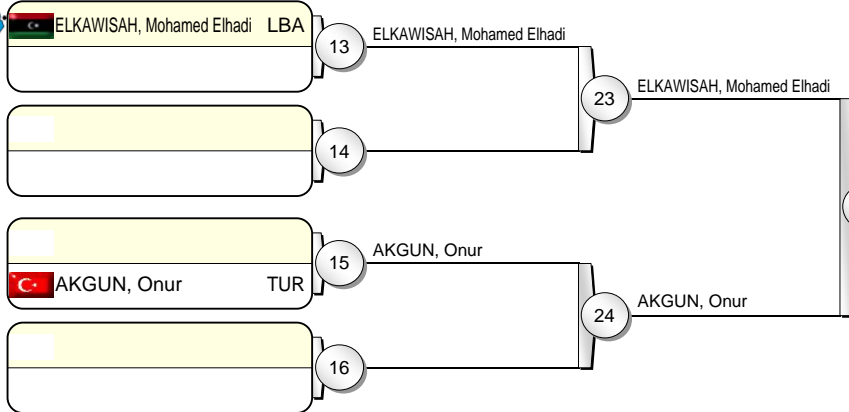 ELKAWISAH, Mohamed Elhadi LBA
13
ELKAWISAH, Mohamed Elhadi
23
ELKAWISAH, Mohamed Elhadi
14
15
AKGUN, Onur
AKGUN, Onur TUR
24
AKGUN, Onur
16